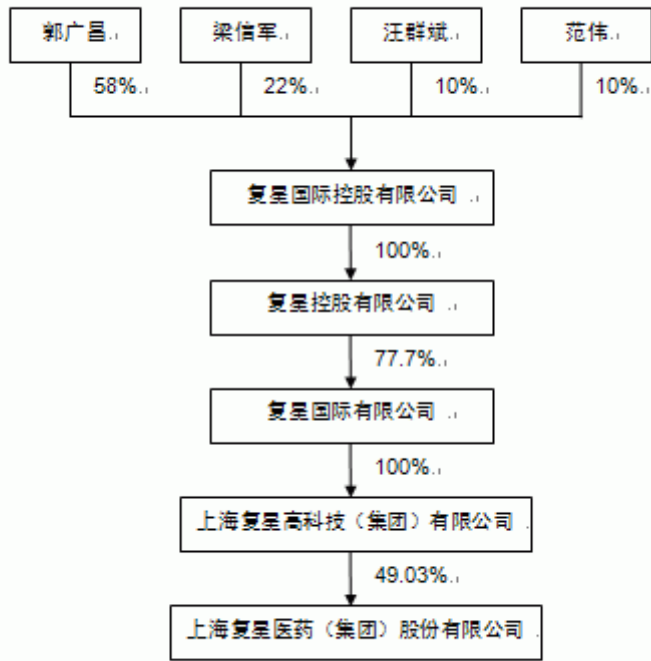 郭广昌
梁信军
汪群斌
范伟
58%
22%
10%
10%
复星国际控股有限公司
100%
复星控股有限公司
77.7%
复星国际有限公司
100%
上海复星高科技（集团）有限公司
49.03%
上海复星医药（集团）股份有限公司